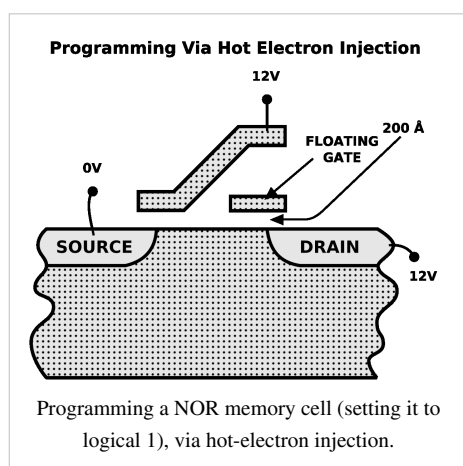 Programming Via Hot Electron Injection
12V
200 Å
FLOATING
GATE
0V
SOURCE
DRAIN
12V
Programming a NOR memory cell (setting it to
logical 1), via hot-electron injection.